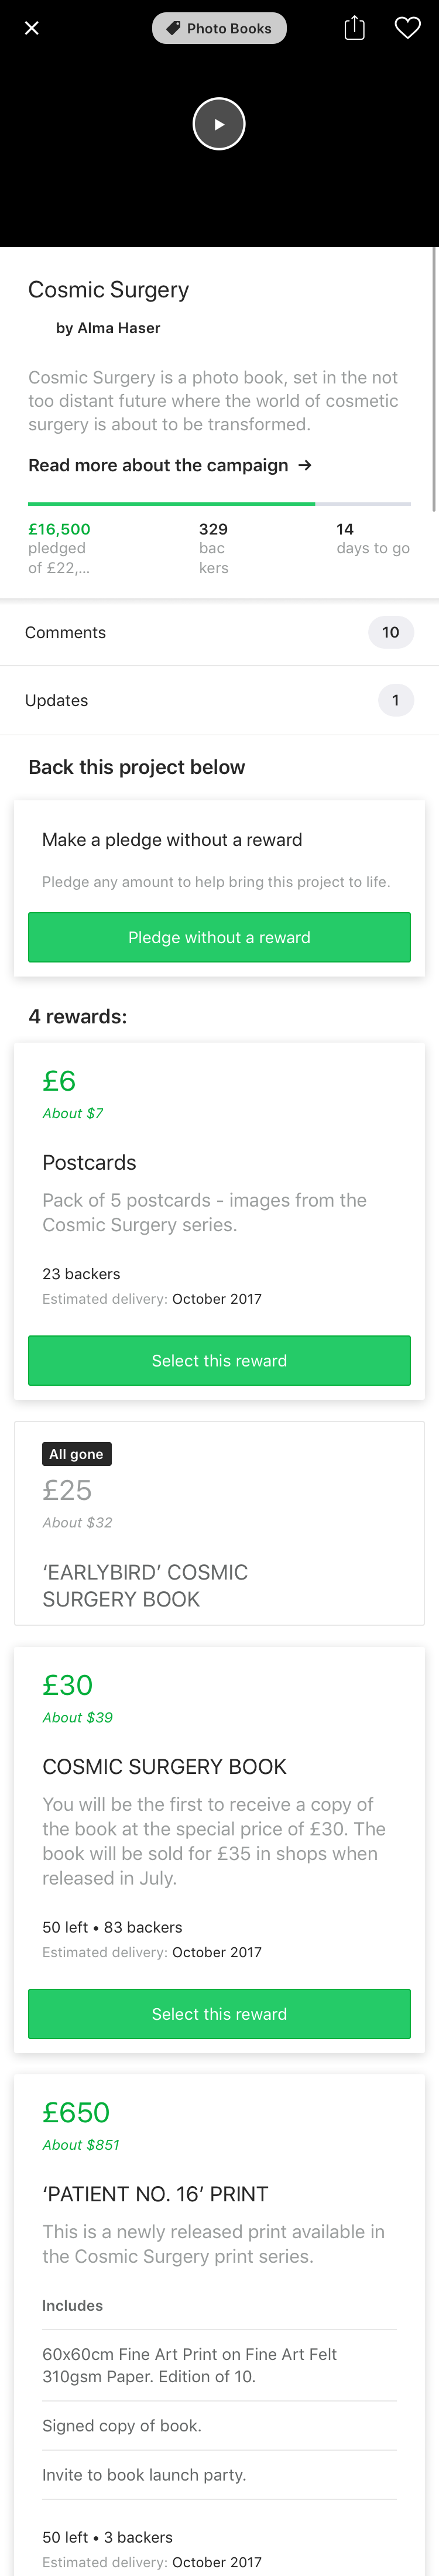 Photo Books
Cosmic Surgery
by Alma Haser
Cosmic Surgery is a photo book, set in the not
too distant future where the world of cosmetic
surgery is about to be transformed.
Read more about the campaign →
£16,500
pledged
of £22,...
329
bac
kers
14
days to go
Comments
10
Updates
1
Back this project below
Make a pledge without a reward
Pledge any amount to help bring this project to life.
Pledge without a reward
4 rewards:
£6
About $7
Postcards
Pack of 5 postcards - images from the
Cosmic Surgery series.
23 backers
Estimated delivery: October 2017
Select this reward
All gone
£25
About $32
‘EARLYBIRD’ COSMIC
SURGERY BOOK
£30
About $39
COSMIC SURGERY BOOK
You will be the first to receive a copy of
the book at the special price of £30. The
book will be sold for £35 in shops when
released in July.
50 left • 83 backers
Estimated delivery: October 2017
Select this reward
£650
About $851
‘PATIENT NO. 16’ PRINT
This is a newly released print available in
the Cosmic Surgery print series.
Includes
60x60cm Fine Art Print on Fine Art Felt
310gsm Paper. Edition of 10.
Signed copy of book.
Invite to book launch party.
50 left • 3 backers
Estimated delivery: October 2017